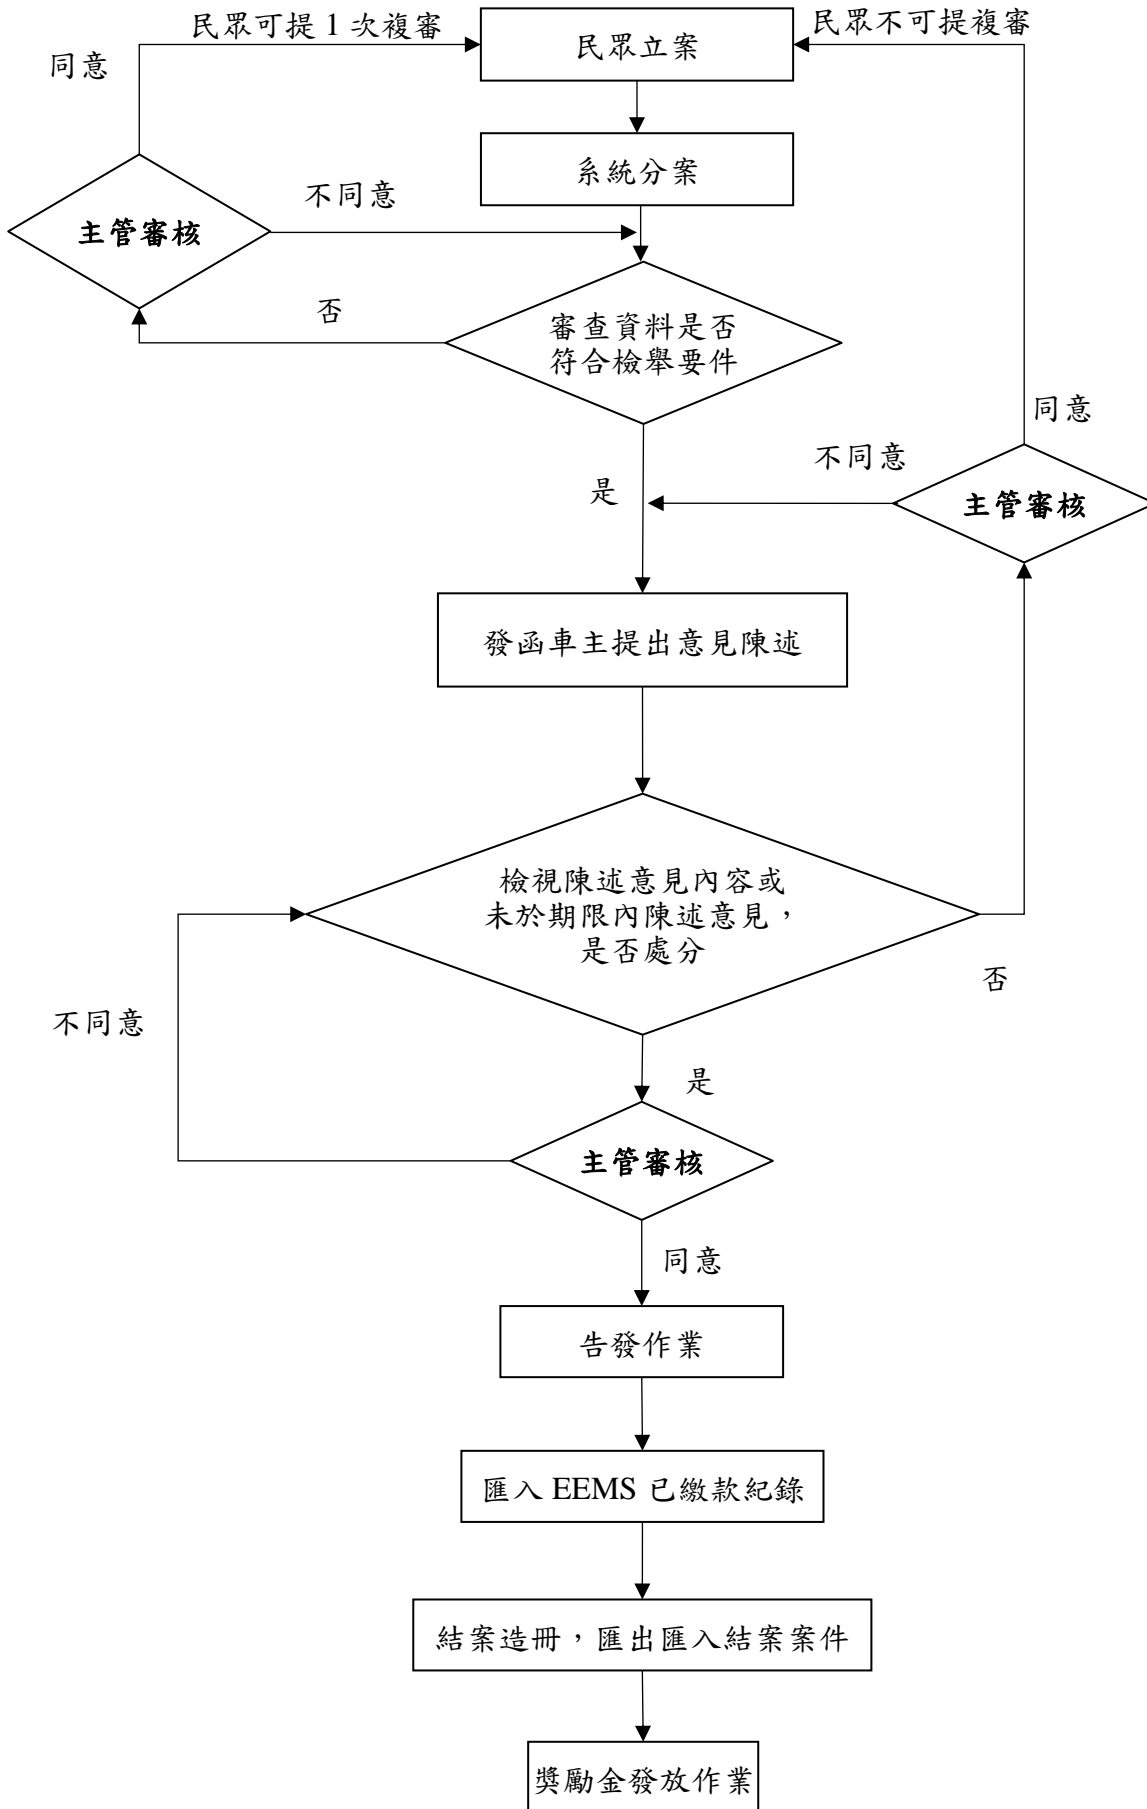 民眾可提 1 次複審
民眾立案
民眾不可提複審
同意
系統分案
不同意
主管審核
否
審查資料是否
符合檢舉要件
同意
不同意
是
主管審核
發函車主提出意見陳述
檢視陳述意見內容或
未於期限內陳述意見，
是否處分
否
不同意
是
主管審核
同意
告發作業
匯入 EEMS 已繳款紀錄
結案造冊，匯出匯入結案案件
獎勵金發放作業